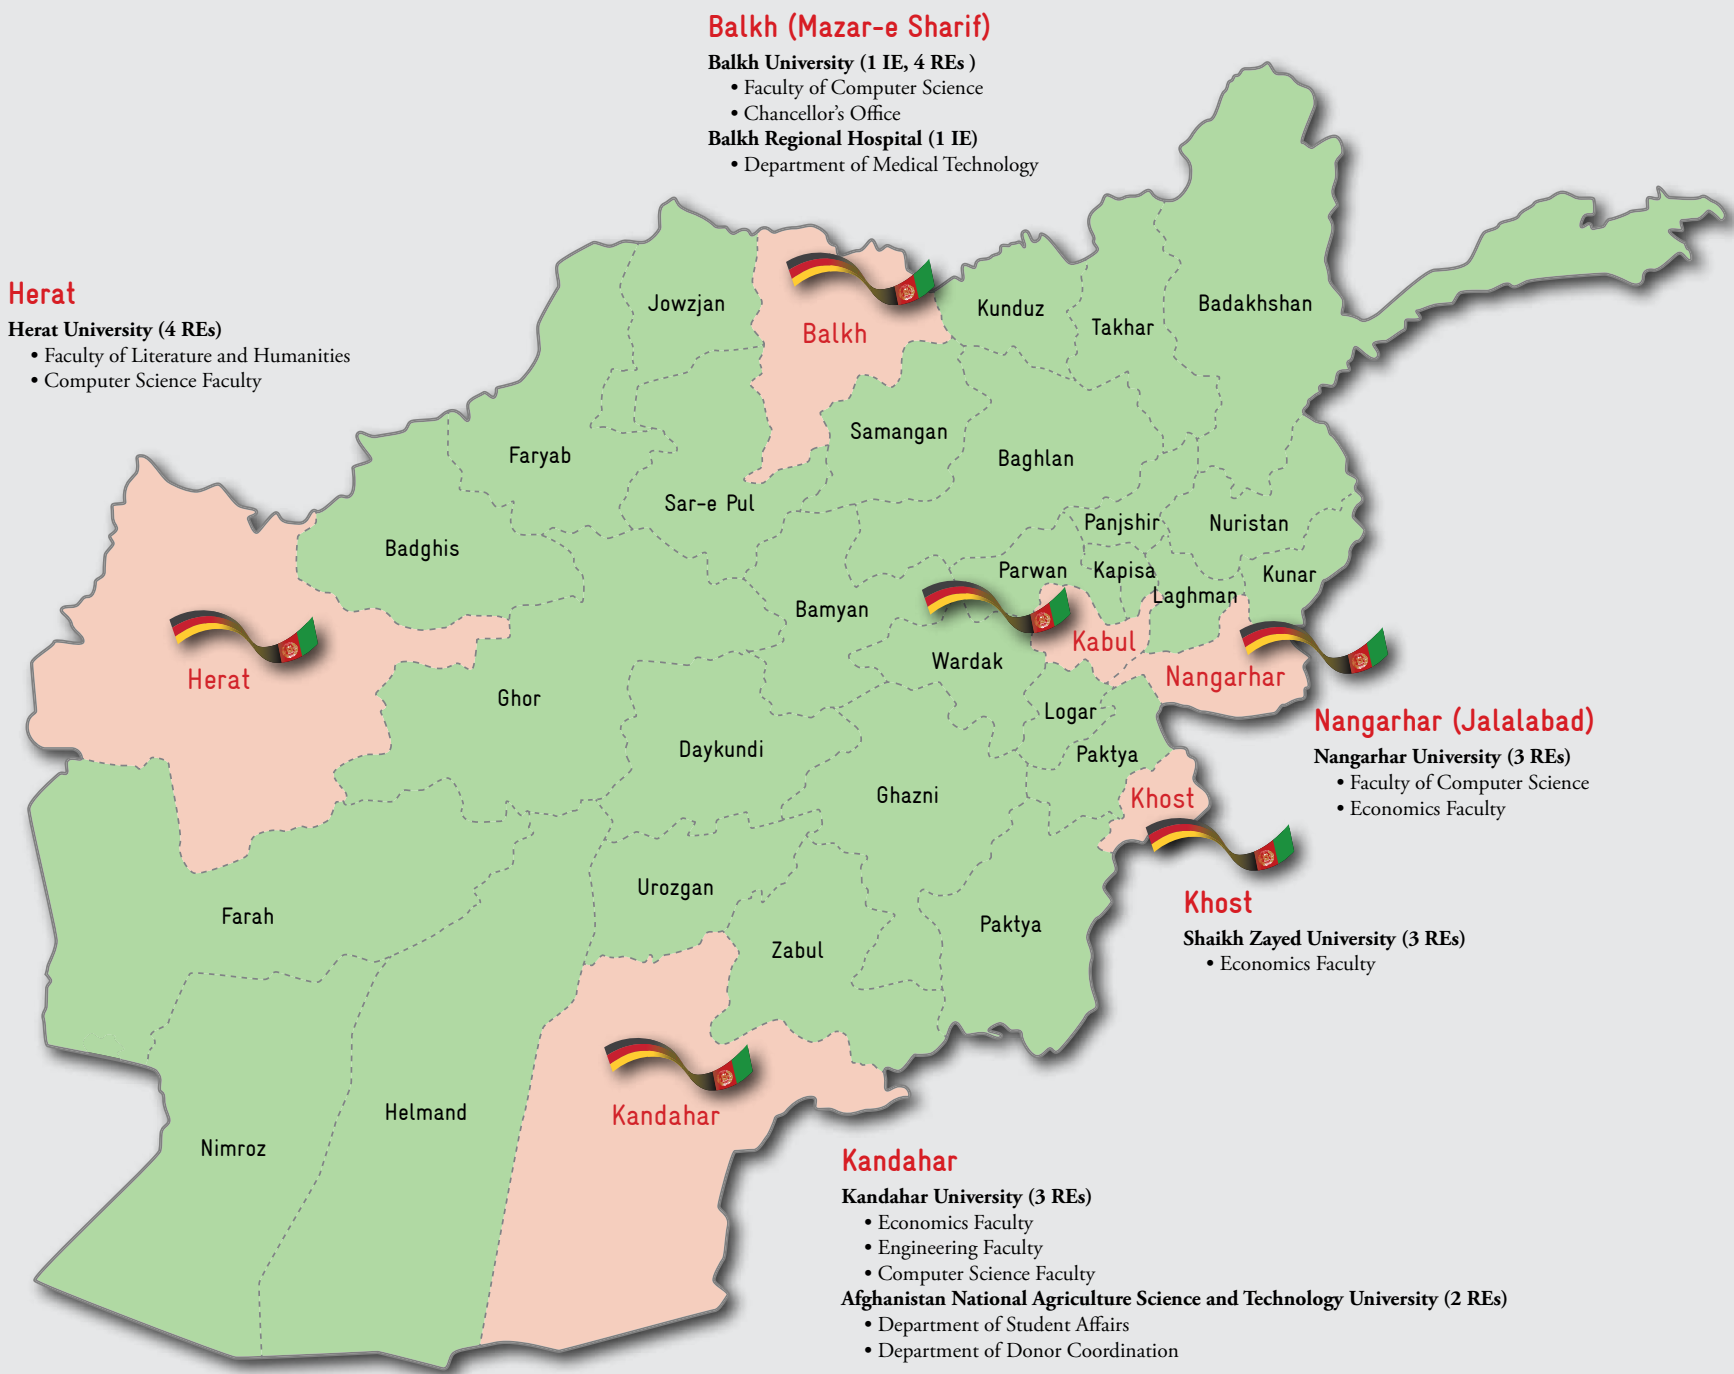 Balkh (Mazar-e Sharif)
Balkh University (1 IE, 4 REs )
• Faculty of Computer Science
• Chancellor's Office
Balkh Regional Hospital (1 IE)
• Department of Medical Technology
Herat
Herat University (4 REs)
• Faculty of Literature and Humanities
• Computer Science Faculty
Jowzjan
Balkh
Kunduz
Takhar
Badakhshan
Faryab
Samangan
Baghlan
Sar-e Pul
Badghis
Panjshir
Nuristan
Parwan
Kapisa
Kunar
Laghman
Bamyan
Kabul
Wardak
Nangarhar
Herat
Ghor
Logar
Daykundi
Paktya
Ghazni
Khost
Nangarhar (Jalalabad)
Nangarhar University (3 REs)
• Faculty of Computer Science
• Economics Faculty
Urozgan
Farah
Zabul
Paktya
Khost
Shaikh Zayed University (3 REs)
• Economics Faculty
Helmand
Kandahar
Nimroz
Kandahar
Kandahar University (3 REs)
• Economics Faculty
• Engineering Faculty
• Computer Science Faculty
Afghanistan National Agriculture Science and Technology University (2 REs)
• Department of Student Affairs
• Department of Donor Coordination